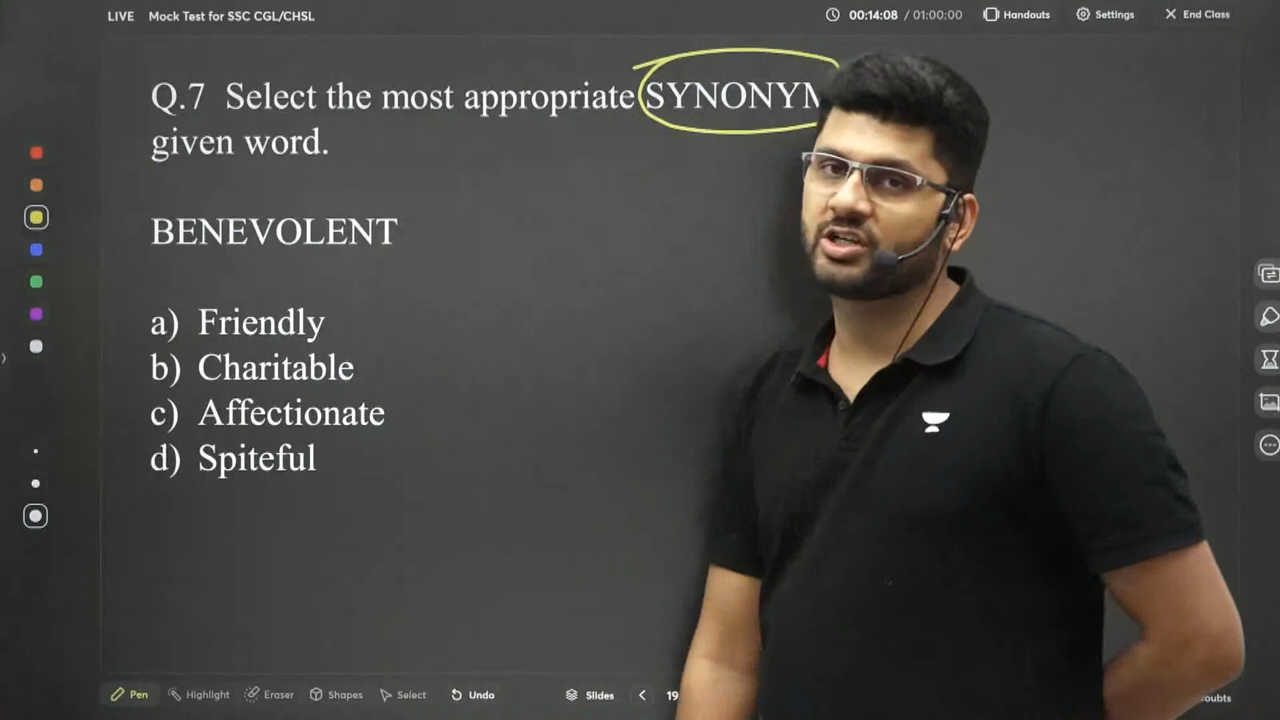 LIVE Mock Test for SSC CGL/CHSL 00:14:08 / 01:00:00 Handouts Settings End Class
Q.7 Select the most appropriate SYNONYM
given word.
BENEVOLENT
a) Friendly
b) Charitable
c) Affectionate
d) Spiteful
Pen Highlight Eraser Shapes Select Undo Slides 19